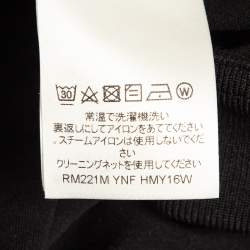 30
W
常温で洗濯機洗い
裏返しにしてアイロンをあててください
スチームアイロンは使用しないでください
クリーニングネットを使用してください
RM221M YNF HMY16W